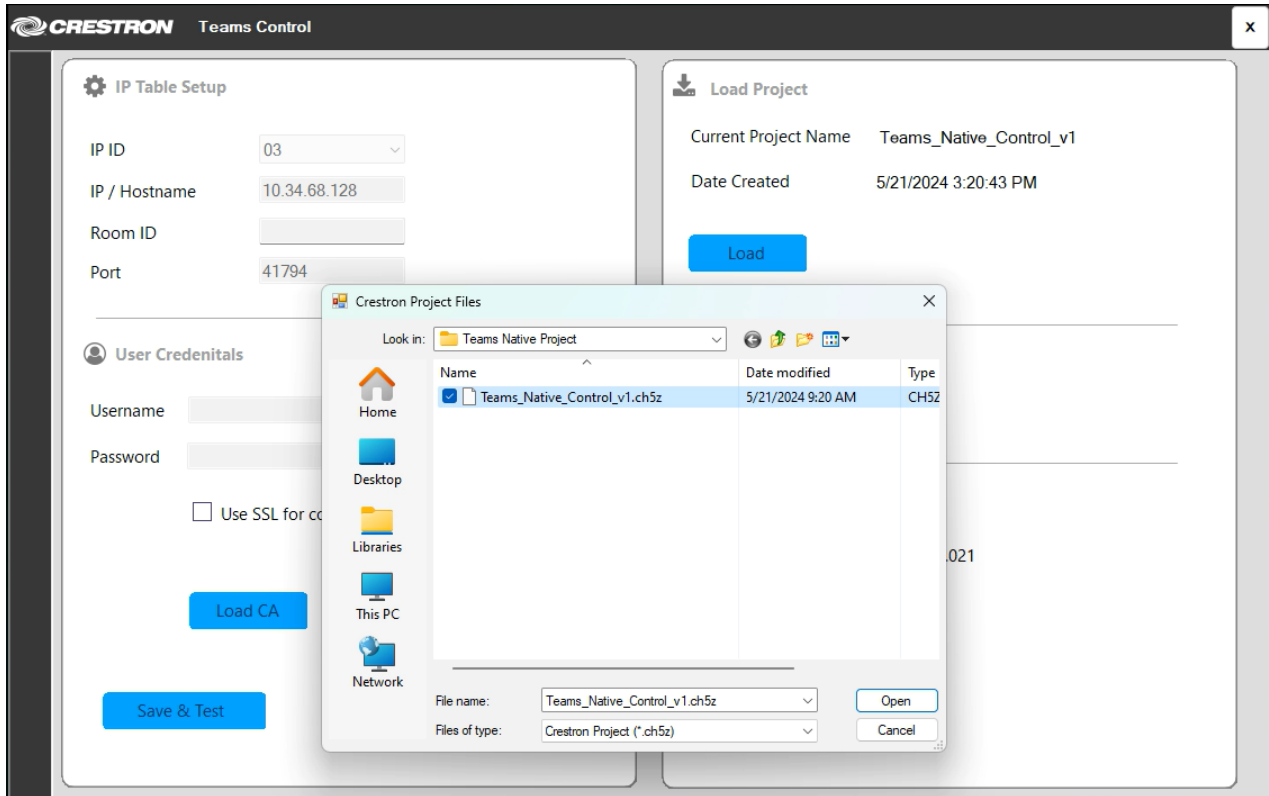 CRESTRON Teams Control x
IP Table Setup
IP ID 03
IP / Hostname 10.34.68.128
Room ID
Port 41794
User Credenitals
Username
Password
Use SSL for cc
Load CA
Save & Test
Load Project
Current Project Name Teams_Native_Control_v1
Date Created 5/21/2024 3:20:43 PM
Load
.021
Crestron Project Files
Look in: Teams Native Project
Home
Desktop
Libraries
This PC
Network
Name Date modified Type
Teams_Native_Control_v1.ch5z 5/21/2024 9:20 AM CH5Z
File name: Teams_Native_Control_v1.ch5z Open
Files of type: Crestron Project (*.ch5z) Cancel